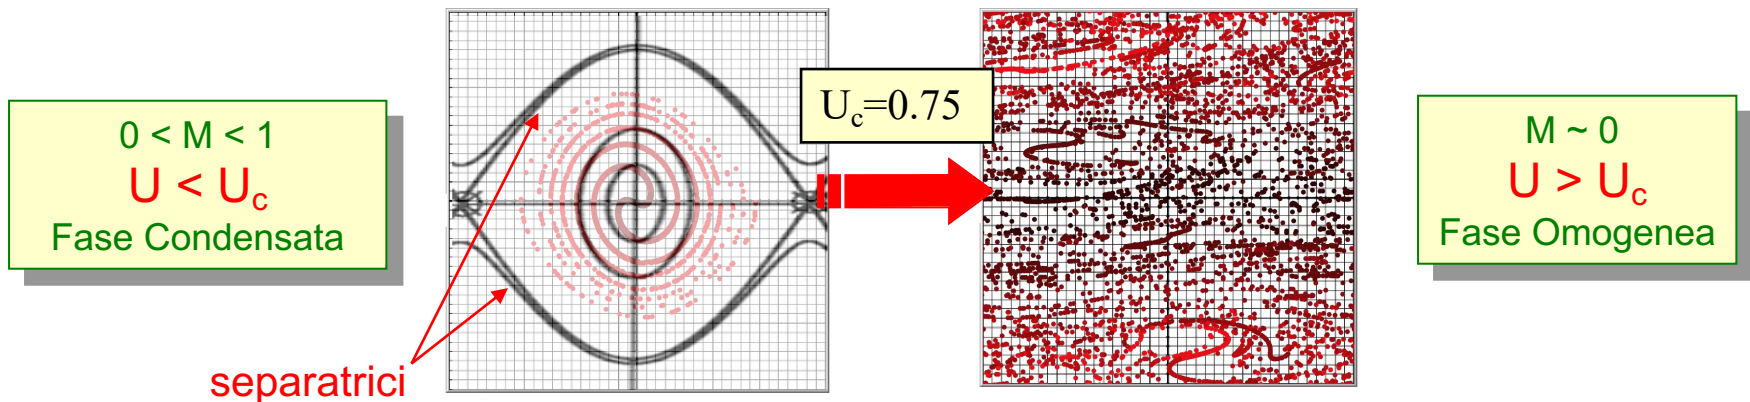 0 < M < 1
U < Uc
Fase Condensata
separatrici
Uc=0.75
M ~ 0
U > Uc
Fase Omogenea